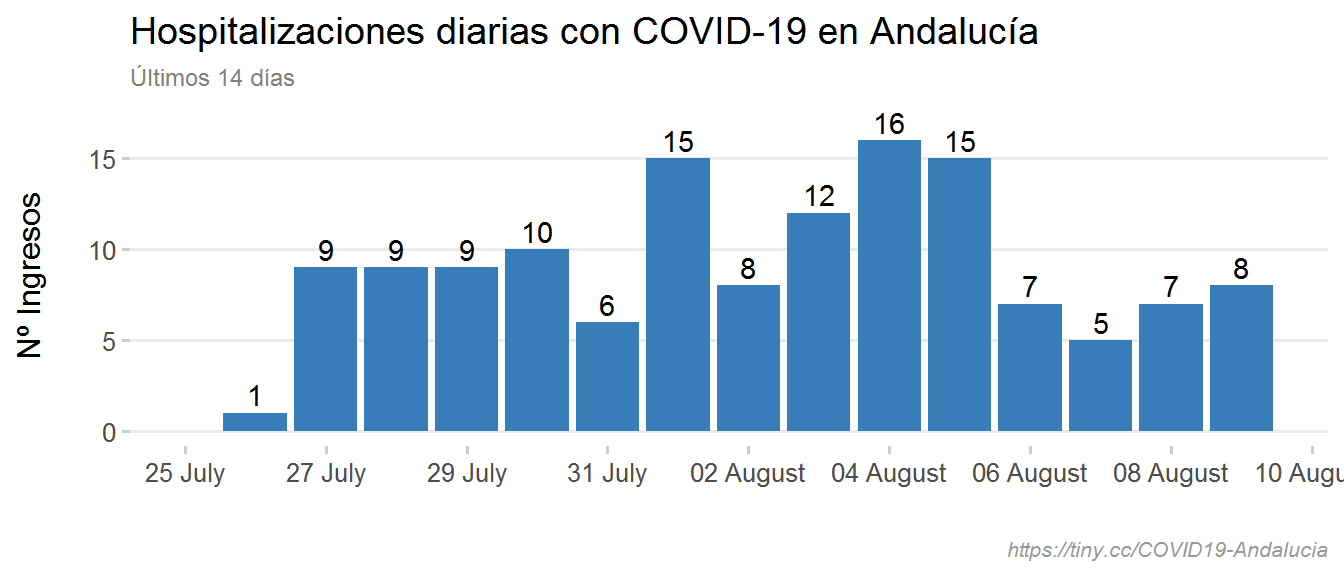 Hospitalizaciones diarias con COVID-19 en Andalucía
Últimos 14 días
Nº Ingresos
15
10
5
0
1
9
9
9
10
6
15
8
12
16
15
7
5
7
8
25 July
27 July
29 July
31 July
02 August
04 August
06 August
08 August
10 Augu
https://tiny.cc/COVID19-Andalucia